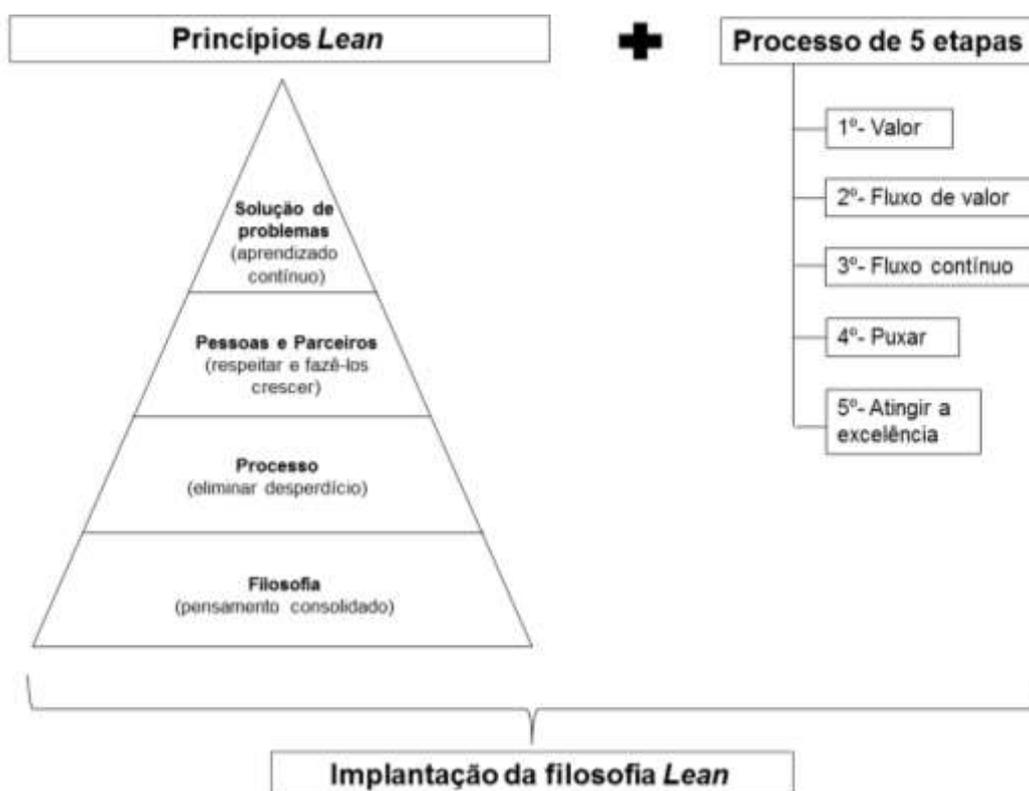 Princípios Lean
Solução de
problemas
(aprendizado
contínuo)
Pessoas e Parceiros
(respeitar e fazê-los
crescer)
Processo
(eliminar desperdício)
Filosofia
(pensamento consolidado)
Processo de 5 etapas
1º- Valor
2º- Fluxo de valor
3º- Fluxo contínuo
4º- Puxar
5º- Atingir a
excelência
Implantação da filosofia Lean